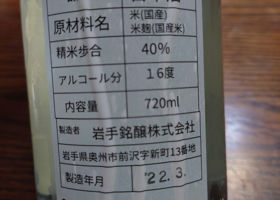 原材料名 米(国産)
米麹(国産米)
精米歩合 40%
アルコール分 16度
内容量 720ml
製造者 岩手銘醸株式会社
岩手県奥州市前沢字新町13番地
製造年月 '22.3.